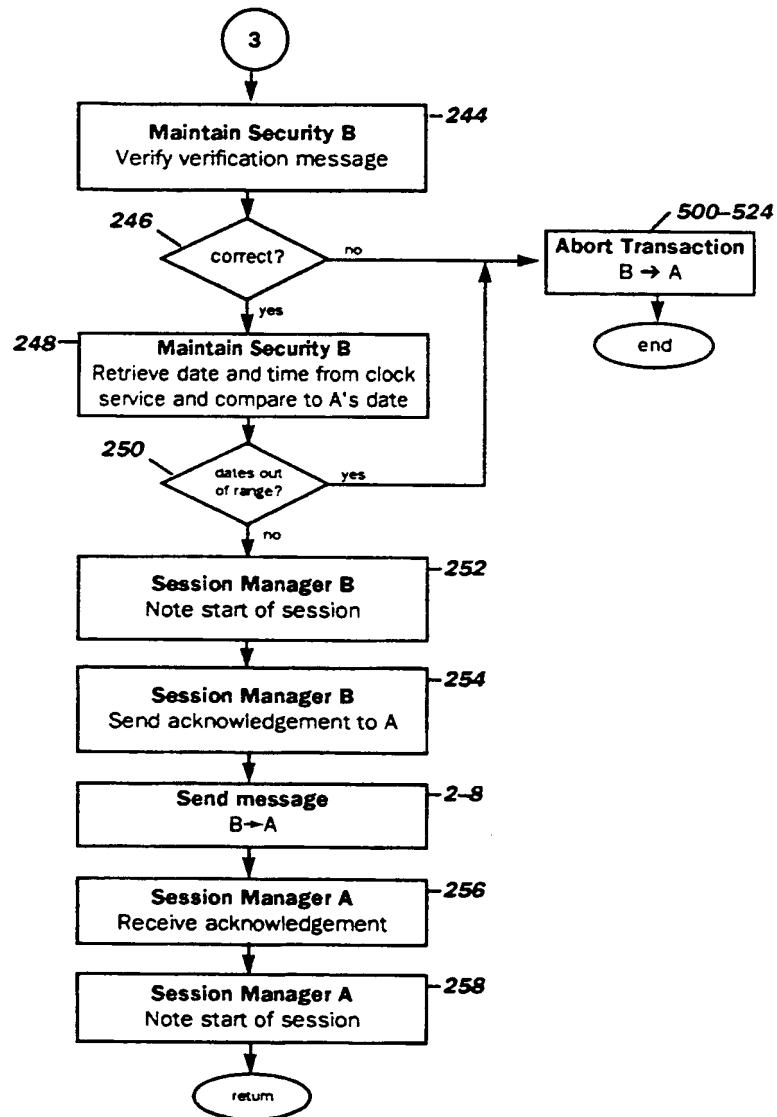 3
244
Maintain Security B
Verify verification message
246
correct?
no
yes
500-524
Abort Transaction
B → A
end
248
Maintain Security B
Retrieve date and time from clock
service and compare to A's date
250
dates out
of range?
yes
no
252
Session Manager B
Note start of session
254
Session Manager B
Send acknowledgement to A
2-8
Send message
B→A
256
Session Manager A
Receive acknowledgement
258
Session Manager A
Note start of session
return